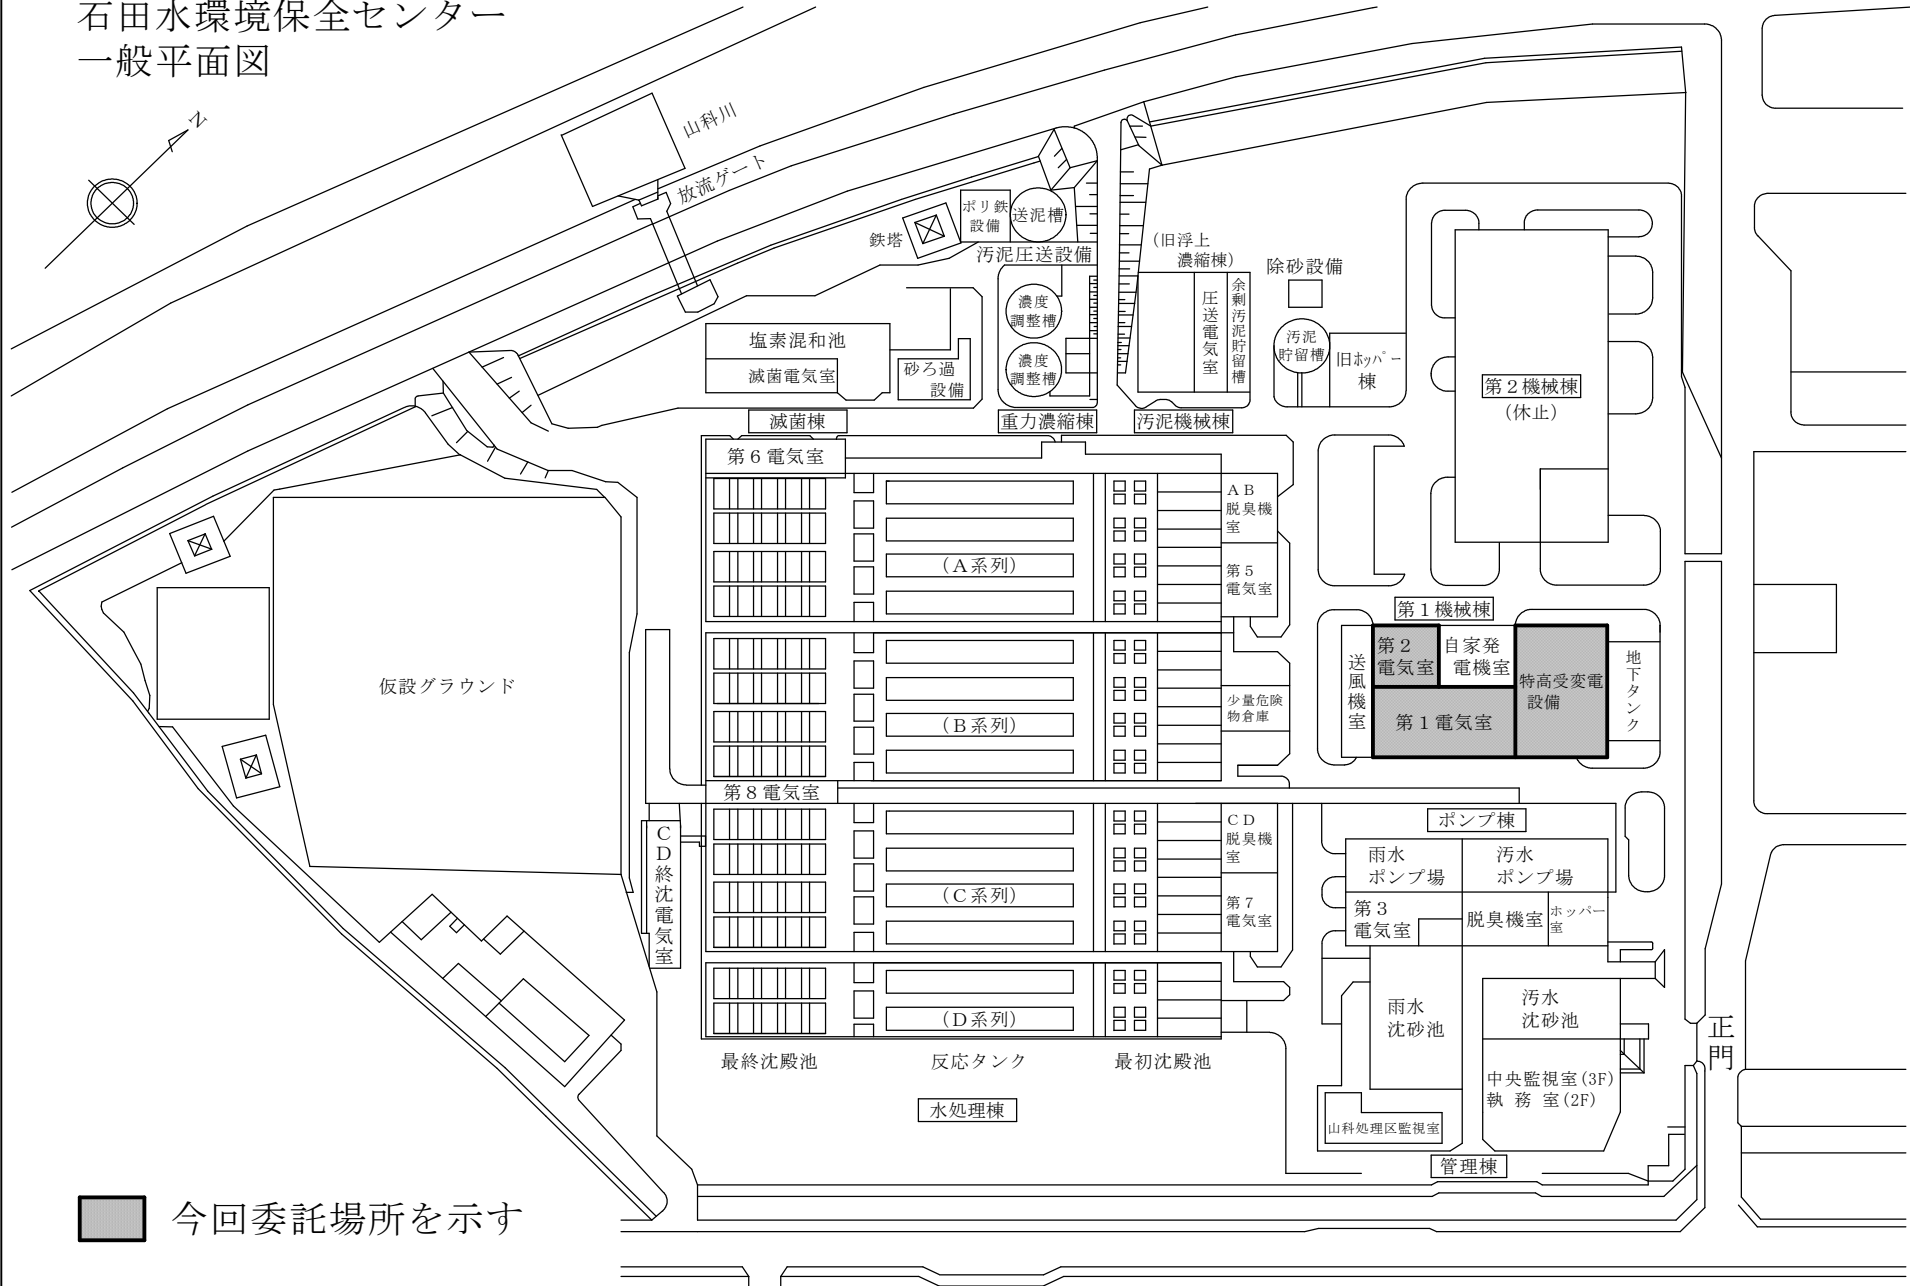 石田水環境保全センター
一般平面図
N
山科川
放流ゲート
鉄塔
ポリ鉄
設備
送泥槽
汚泥圧送設備
(旧浮上
濃縮棟)
除砂設備
濃度
調整槽
濃度
調整槽
圧送電気室
余剰汚泥貯留槽
汚泥
貯留槽
旧ホッパー
棟
塩素混和池
滅菌電気室
砂ろ過
設備
第2機械棟
(休止)
滅菌棟
重力濃縮棟
汚泥機械棟
第6電気室
AB
脱臭機
室
(A系列)
第5
電気室
第1機械棟
送風機室
第2
電気室
自家発
電機室
特高受変電
設備
地下タンク
第1電気室
仮設グラウンド
(B系列)
少量危険
物倉庫
第8電気室
CD終沈電気室
CD
脱臭機
室
(C系列)
第7
電気室
ポンプ棟
雨水
ポンプ場
汚水
ポンプ場
第3
電気室
脱臭機室
ホッパー
室
(D系列)
雨水
沈砂池
汚水
沈砂池
正門
最終沈殿池
反応タンク
最初沈殿池
中央監視室(3F)
執務室(2F)
水処理棟
山科処理区監視室
管理棟
今回委託場所を示す